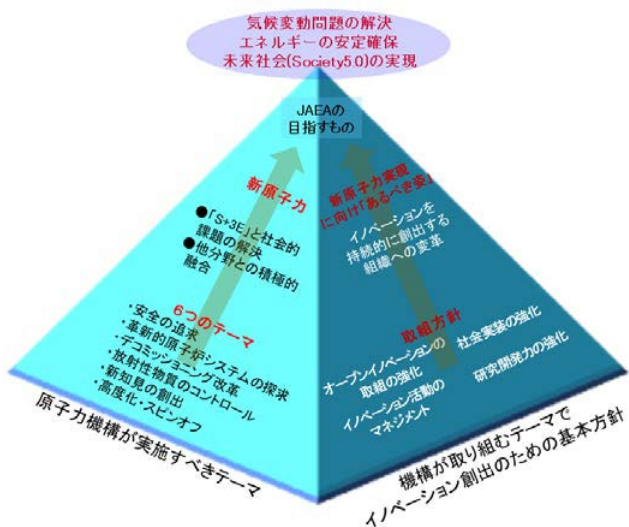 気候変動問題の解決
エネルギーの安定確保
未来社会(Society5.0)の実現
JAEAの
目指すもの
新原子力
●「S+3E」と社会的
課題の解決
●他分野との積極的
融合
6つのテーマ
・安全の追求
・革新的原子炉システムの探求
・デコミッショニング改革
・放射性物質のコントロール
・新知見の創出
・高度化・スピンオフ
原子力機構が実施すべきテーマ
新原子力実現
に向け「あるべき姿」
イノベーションを
持続的に創出する
組織への変革
取組方針
オープンイノベーションの
取組の強化
社会実装の強化
イノベーション活動の
マネジメント
研究開発力の強化
機構が取り組むテーマで
イノベーション創出のための基本方針